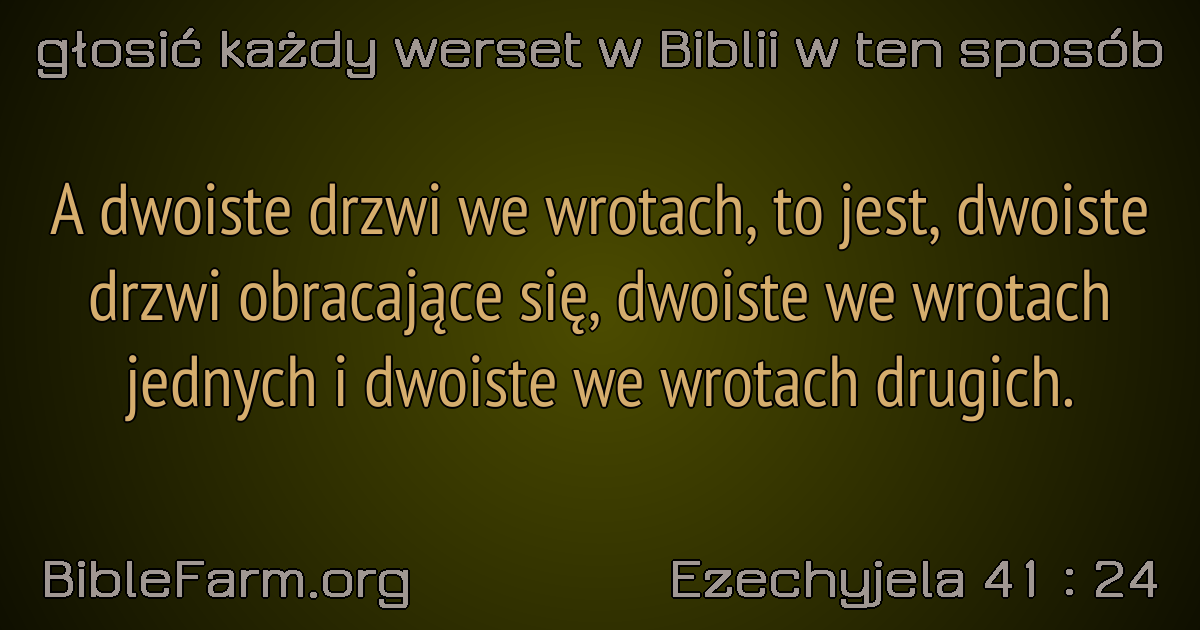 głosić każdy werset w Biblii w ten sposób
A dwoiste drzwi we wrotach, to jest, dwoiste
drzwi obracające się, dwoiste we wrotach
jednych i dwoiste we wrotach drugich.
BibleFarm.org
Ezechyjela 41 : 24